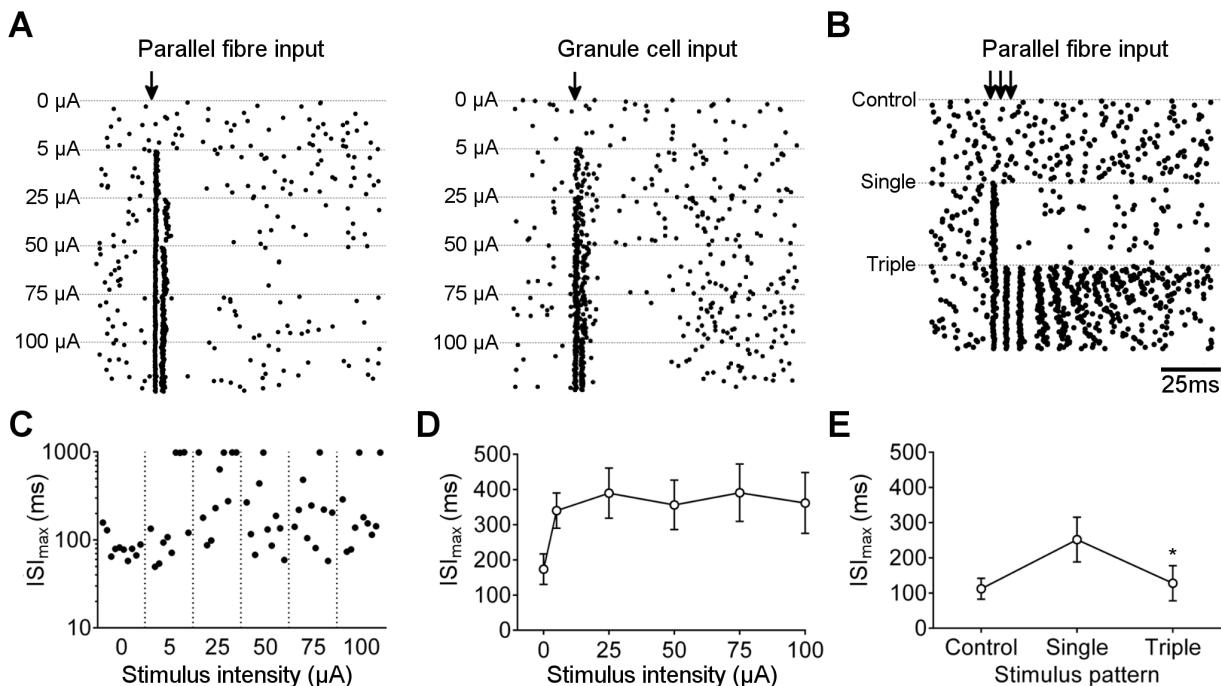 A
Parallel fibre input
0 µA
5 µA
25 µA
50 µA
75 µA
100 µA
Granule cell input
0 µA
5 µA
25 µA
50 µA
75 µA
100 µA
B
Parallel fibre input
Control
Single
Triple
25ms
C
ISImax (ms)
1000
100
10
0 5 25 50 75 100
Stimulus intensity (µA)
D
ISImax (ms)
500
400
300
200
100
0
0 25 50 75 100
Stimulus intensity (µA)
E
ISImax (ms)
500
400
300
200
100
0
*
Control Single Triple
Stimulus pattern